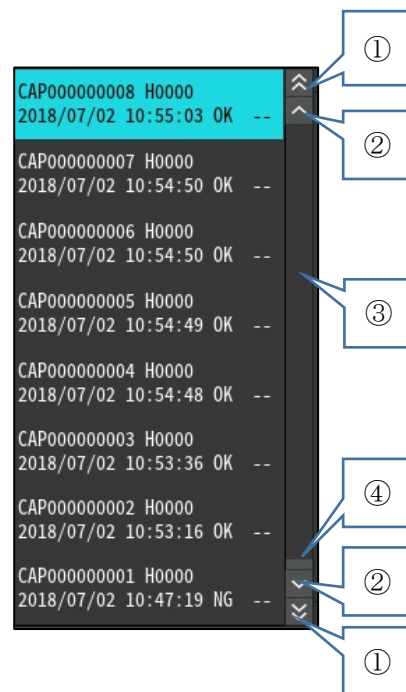 ①
CAP000000008 H0000
2018/07/02 10:55:03 OK --
②
CAP000000007 H0000
2018/07/02 10:54:50 OK --
CAP000000006 H0000
2018/07/02 10:54:50 OK --
③
CAP000000005 H0000
2018/07/02 10:54:49 OK --
CAP000000004 H0000
2018/07/02 10:54:48 OK --
CAP000000003 H0000
2018/07/02 10:53:36 OK --
④
CAP000000002 H0000
2018/07/02 10:53:16 OK --
②
CAP000000001 H0000
2018/07/02 10:47:19 NG --
①